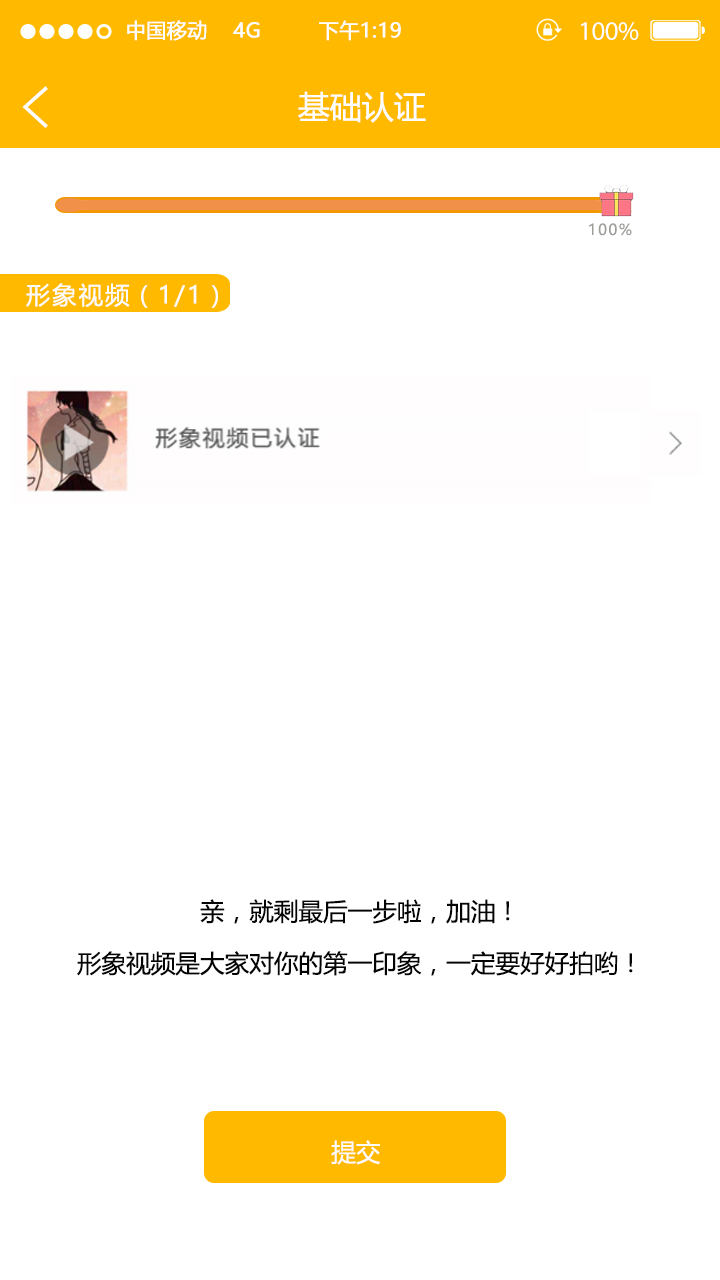 中国移动 4G 下午1:19 100%
基础认证
100%
形象视频（1/1）
形象视频已认证
亲，就剩最后一步啦，加油！
形象视频是大家对你的第一印象，一定要好好拍哟！
提交